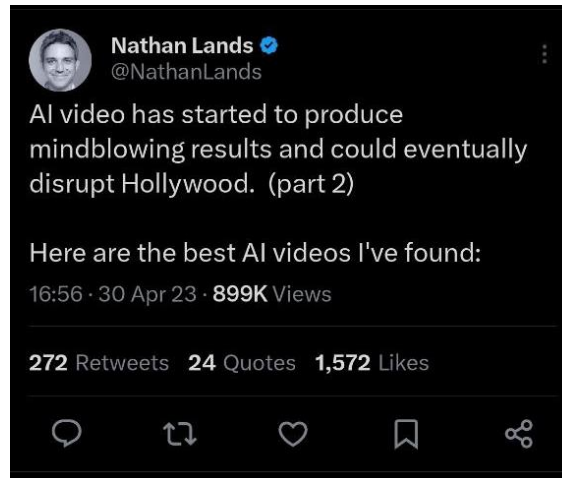 Nathan Lands
@NathanLands
AI video has started to produce
mindblowing results and could eventually
disrupt Hollywood.  (part 2)
Here are the best AI videos I've found:
16:56 · 30 Apr 23 · 899K Views
272 Retweets  24 Quotes  1,572 Likes